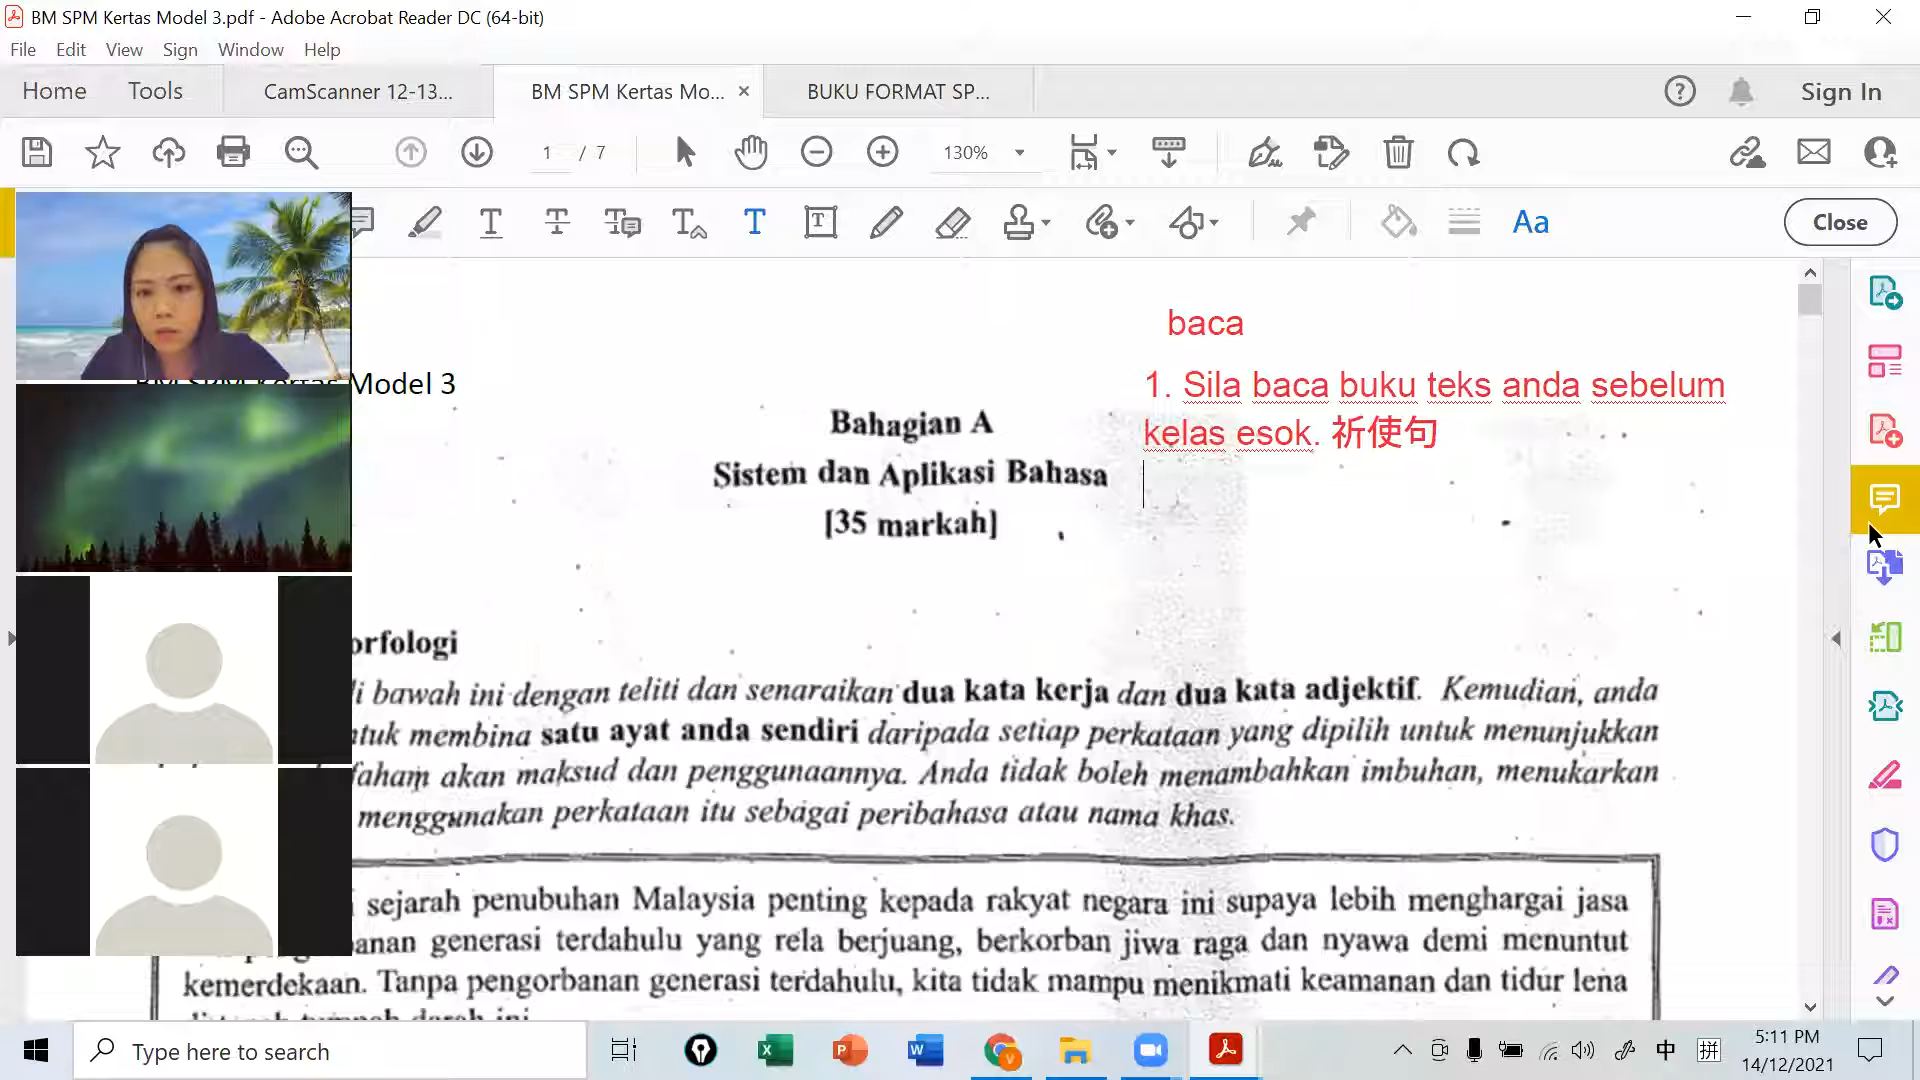 BM SPM Kertas Model 3.pdf - Adobe Acrobat Reader DC (64-bit)
File Edit View Sign Window Help
Home Tools CamScanner 12-13... BM SPM Kertas Mo... × BUKU FORMAT SP... Sign In
1 / 7 130%
Aa Close
baca
Model 3
1. Sila baca buku teks anda sebelum
kelas esok. 祈使句
Bahagian A
Sistem dan Aplikasi Bahasa
[35 markah]
orfologi
i bawah ini dengan teliti dan senaraikan dua kata kerja dan dua kata adjektif. Kemudian, anda
tuk membina satu ayat anda sendiri daripada setiap perkataan yang dipilih untuk menunjukkan
faham akan maksud dan penggunaannya. Anda tidak boleh menambahkan imbuhan, menukarkan
menggunakan perkataan itu sebagai peribahasa atau nama khas.
sejarah penubuhan Malaysia penting kepada rakyat negara ini supaya lebih menghargai jasa
anan generasi terdahulu yang rela berjuang, berkorban jiwa raga dan nyawa demi menuntut
kemerdekaan. Tanpa pengorbanan generasi terdahulu, kita tidak mampu menikmati keamanan dan tidur lena
Type here to search
中 拼 5:11 PM
14/12/2021